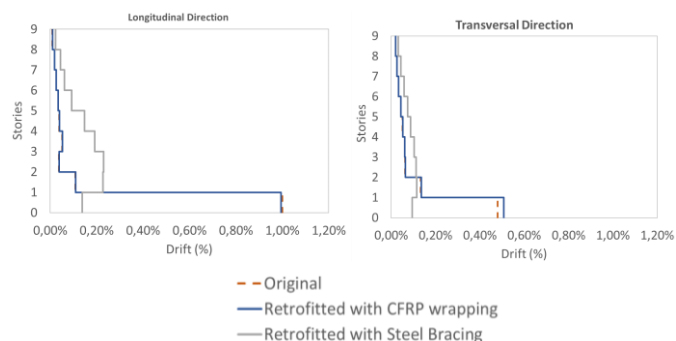 Longitudinal Direction
Transversal Direction
9
8
7
6
5
4
3
2
1
0
Stories
0,00% 0,20% 0,40% 0,60% 0,80% 1,00% 1,20%
Drift (%)
9
8
7
6
5
4
3
2
1
0
Stories
0,00% 0,20% 0,40% 0,60% 0,80% 1,00% 1,20%
Drift (%)
Original
Retrofitted with CFRP wrapping
Retrofitted with Steel Bracing